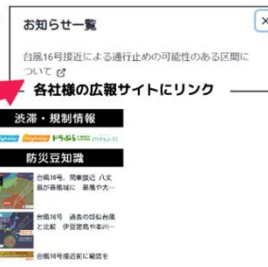 お知らせ一覧
台風16号接近による通行止めの可能性のある区間に
ついて
各社様の広報サイトにリンク
渋滞・規制情報
防災豆知識
台風16号、関東接近 八丈
島が暴風域に 暴風や大…
台風16号 過去の類似台風
と比較 伊豆諸島や本州…
台風16号接近前に確認を